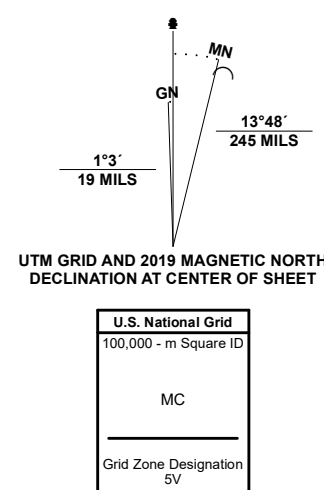 MN
GN
13°48´
245 MILS
1°3´
19 MILS
UTM GRID AND 2019 MAGNETIC NORTH
DECLINATION AT CENTER OF SHEET
U.S. National Grid
100,000 - m Square ID
MC
Grid Zone Designation
5V